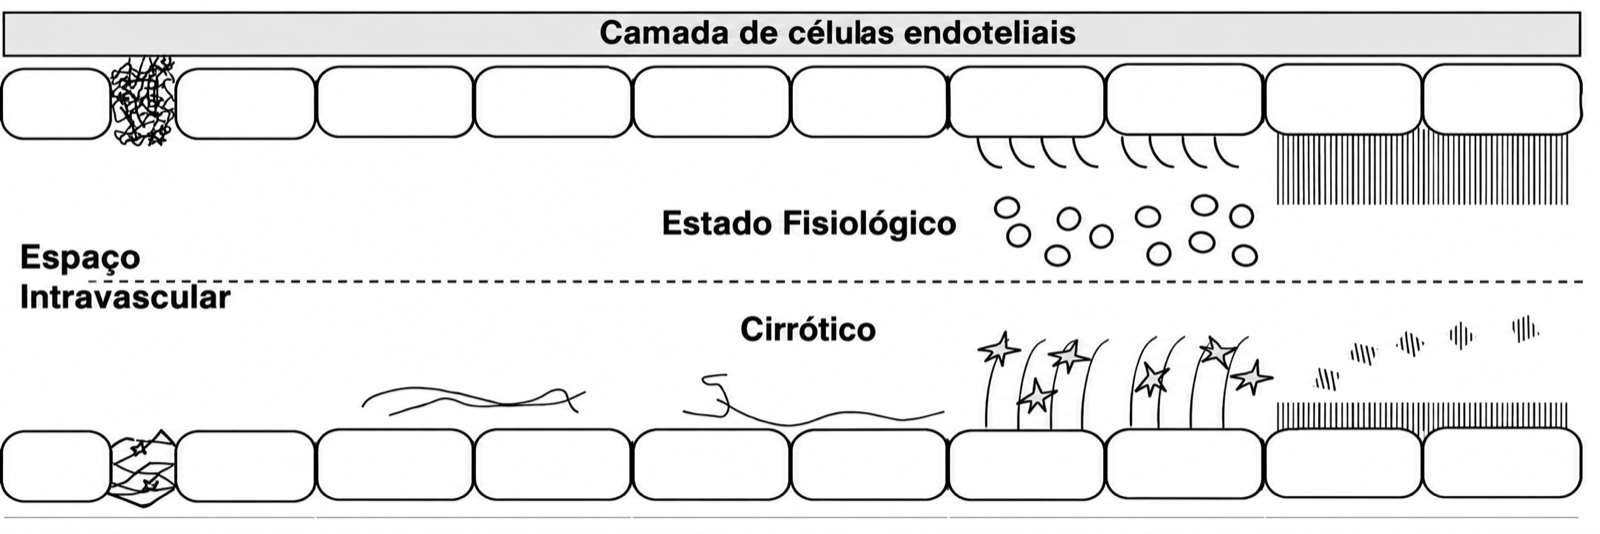 Camada de células endoteliais
Estado Fisiológico
Espaço
Intravascular
Cirrótico